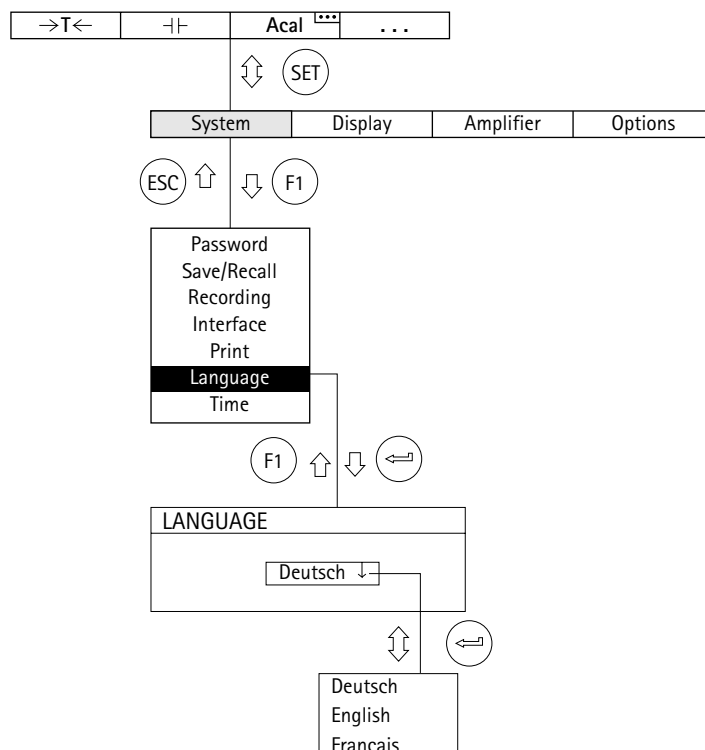 →T← ⊣⊢ Acal ...
SET
System Display Amplifier Options
ESC F1
Password
Save/Recall
Recording
Interface
Print
Language
Time
F1
LANGUAGE
Deutsch ↓
Deutsch
English
Francais